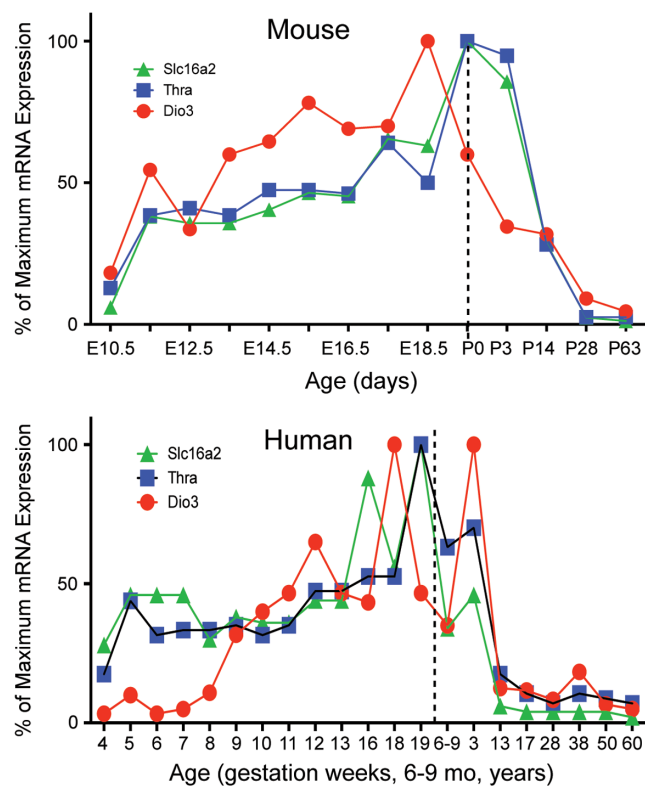 Mouse
% of Maximum mRNA Expression
100
50
0
Slc16a2
Thra
Dio3
E10.5 E12.5 E14.5 E16.5 E18.5 P0 P3 P14 P28 P63
Age (days)
Human
% of Maximum mRNA Expression
100
50
0
Slc16a2
Thra
Dio3
4 5 6 7 8 9 10 11 12 13 16 18 19 6-9 3 13 17 28 38 50 60
Age (gestation weeks, 6-9 mo, years)